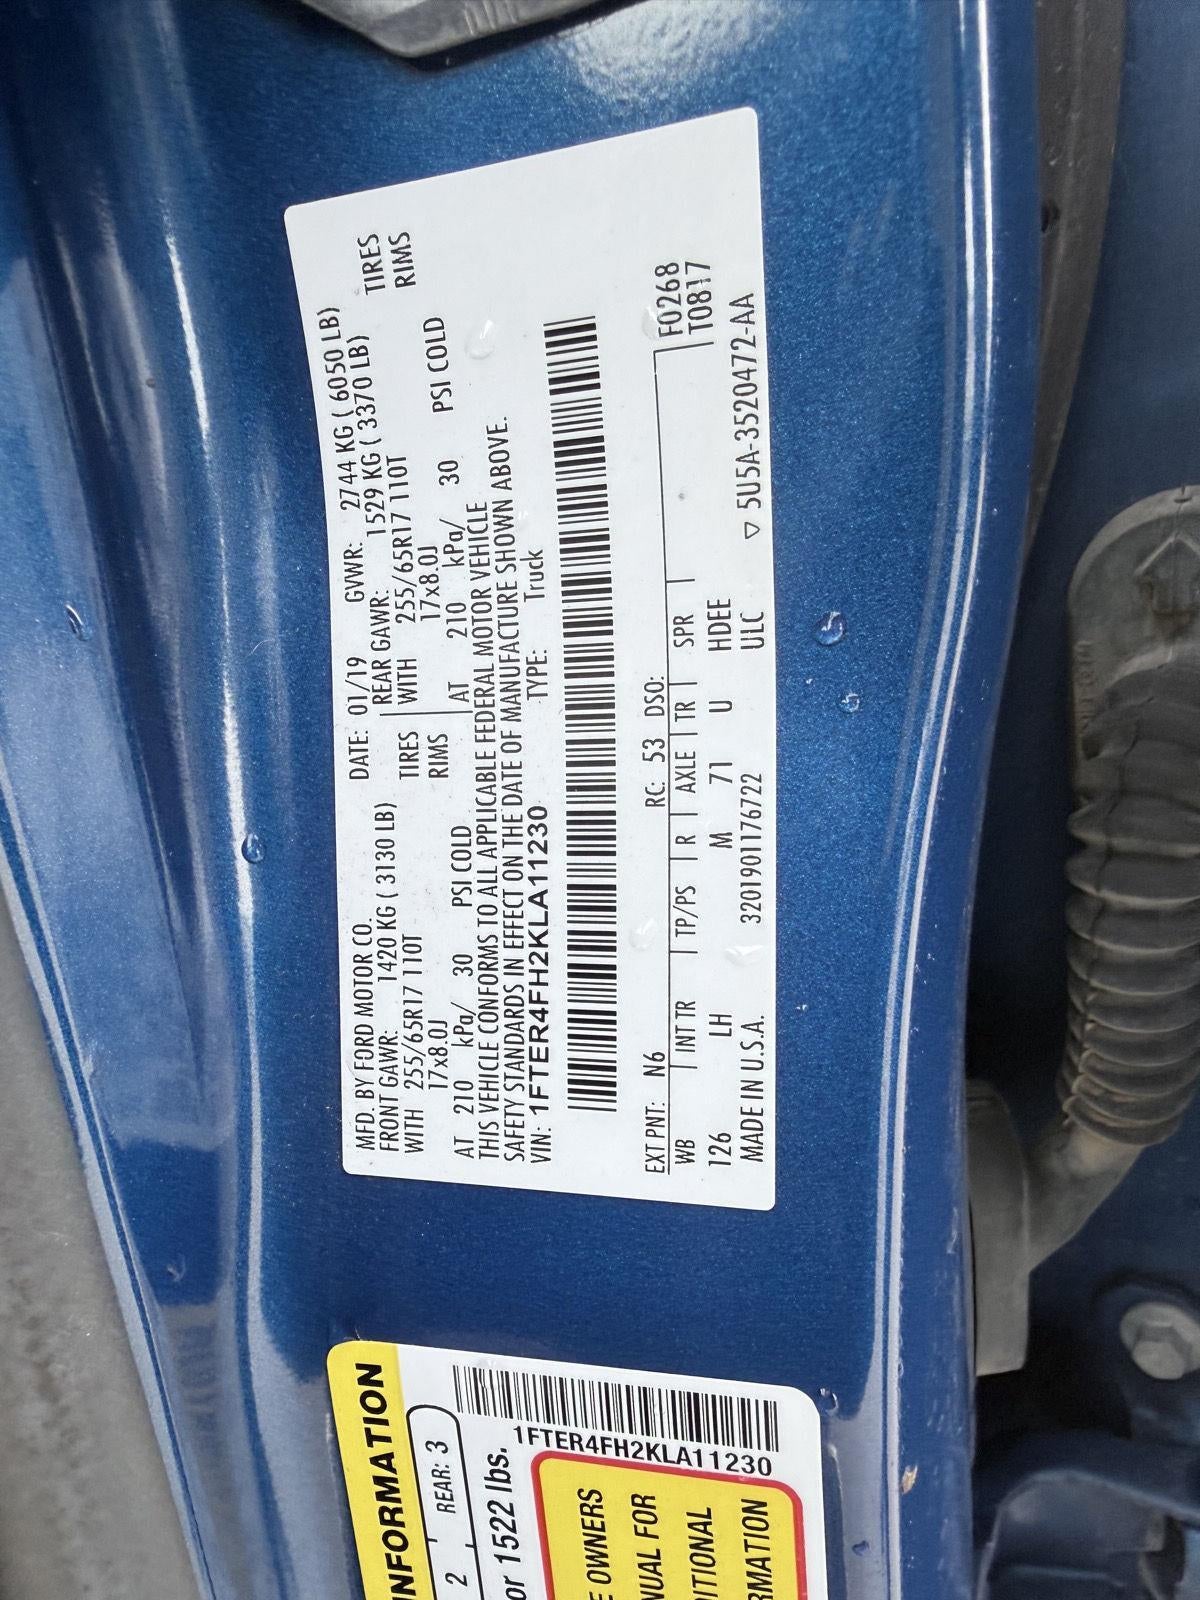 MFD. BY FORD MOTOR CO.
DATE: 01/19 GVWR: 2744 KG ( 6050 LB)
FRONT GAWR: 1420 KG ( 3130 LB)
REAR GAWR: 1529 KG ( 3370 LB)
WITH 255/65R17 110T TIRES
WITH 255/65R17 110T TIRES
17x8.0J RIMS
17x8.0J RIMS
AT 210 kPa/ 30 PSI COLD
AT 210 kPa/ 30 PSI COLD
THIS VEHICLE CONFORMS TO ALL APPLICABLE FEDERAL MOTOR VEHICLE
SAFETY STANDARDS IN EFFECT ON THE DATE OF MANUFACTURE SHOWN ABOVE.
VIN: 1FTER4FH2KLA11230 TYPE: Truck
EXT PNT: N6 RC: 53 DSO:
WB INT TR TP/PS R AXLE TR SPR F0268
126 LH M 71 U HDEE T0817
ULC
MADE IN U.S.A. 3201901176722 ▽ 5U5A-3520472-AA
INFORMATION
2 REAR: 3
or 1522 lbs.
1FTER4FH2KLA11230
E OWNERS
NUAL FOR
ITIONAL
RMATION